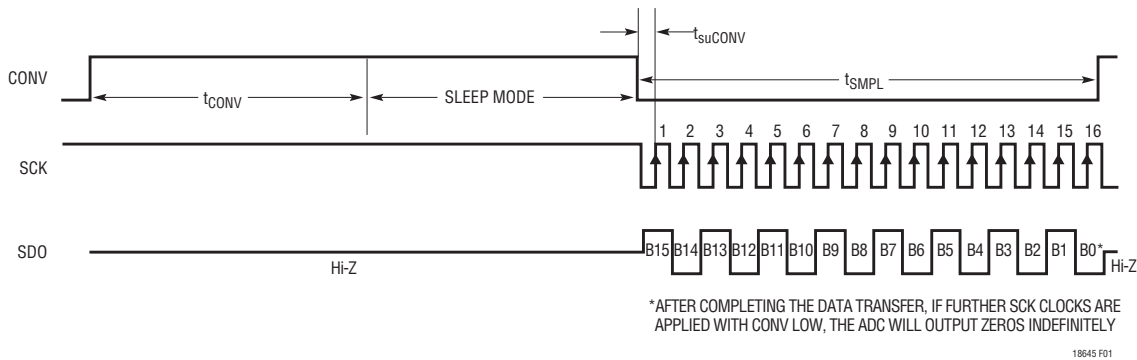 t_suCONV
CONV
t_CONV
SLEEP MODE
t_SMPL
1 2 3 4 5 6 7 8 9 10 11 12 13 14 15 16
SCK
SDO
B15 B14 B13 B12 B11 B10 B9 B8 B7 B6 B5 B4 B3 B2 B1 B0*
Hi-Z
Hi-Z
*AFTER COMPLETING THE DATA TRANSFER, IF FURTHER SCK CLOCKS ARE
APPLIED WITH CONV LOW, THE ADC WILL OUTPUT ZEROS INDEFINITELY
18645 F01